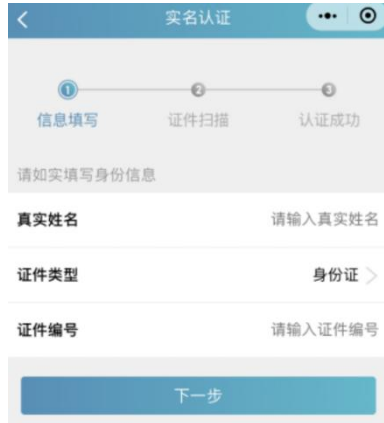 实名认证
1 2 3
信息填写 证件扫描 认证成功
请如实填写身份信息
真实姓名 请输入真实姓名
证件类型 身份证
证件编号 请输入证件编号
下一步